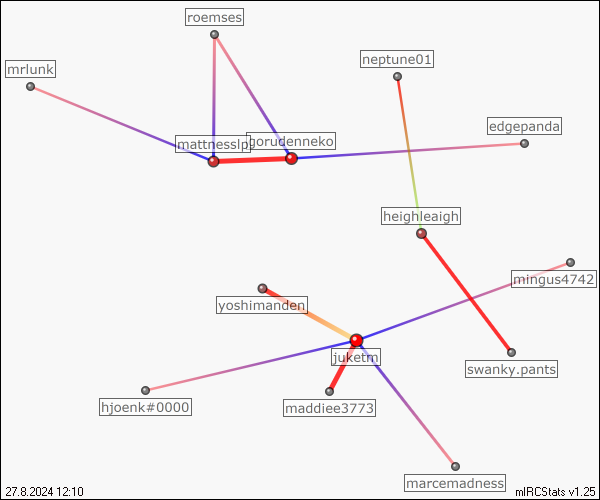 roemses
neptune01
mrlunk
edgepanda
mattnesslp
gorudenneko
heighleaigh
mingus4742
yoshimanden
juketm
swanky.pants
hjoenk#0000
maddiee3773
marcemadness
27.8.2024 12:10
mIRCStats v1.25